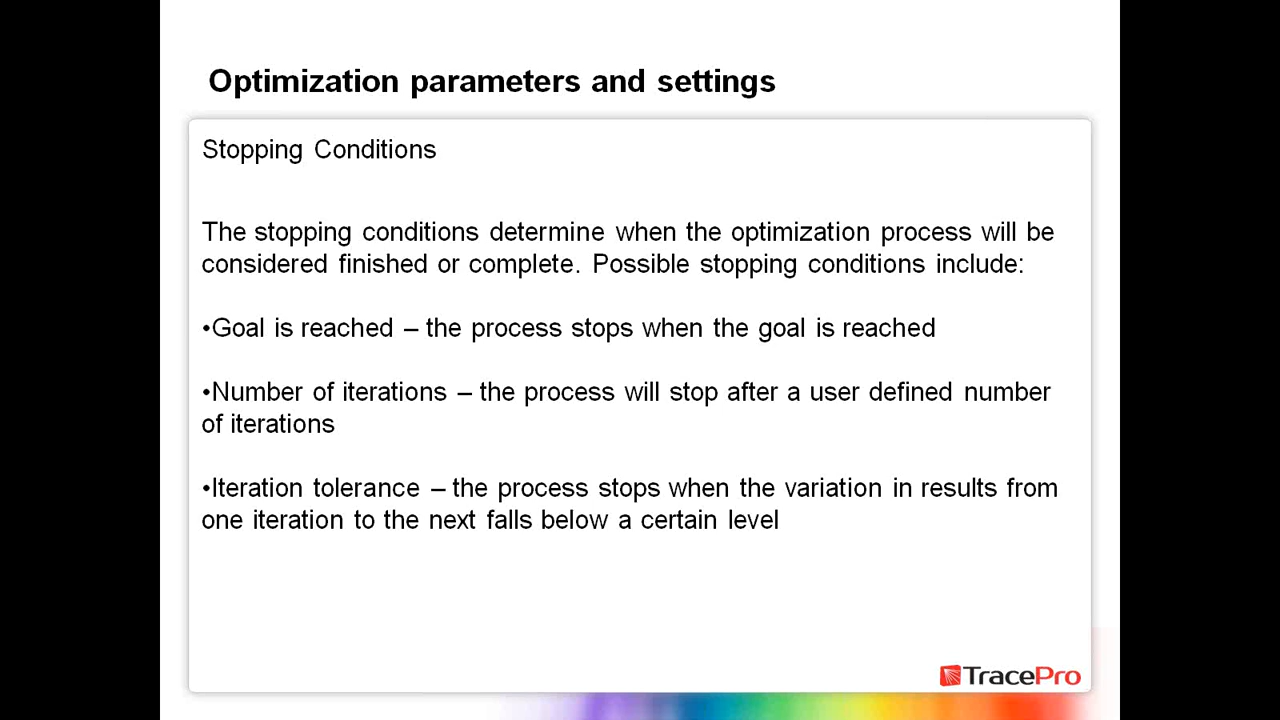 Optimization parameters and settings
Stopping Conditions
The stopping conditions determine when the optimization process will be
considered finished or complete. Possible stopping conditions include:
•Goal is reached – the process stops when the goal is reached
•Number of iterations – the process will stop after a user defined number
of iterations
•Iteration tolerance – the process stops when the variation in results from
one iteration to the next falls below a certain level
TracePro